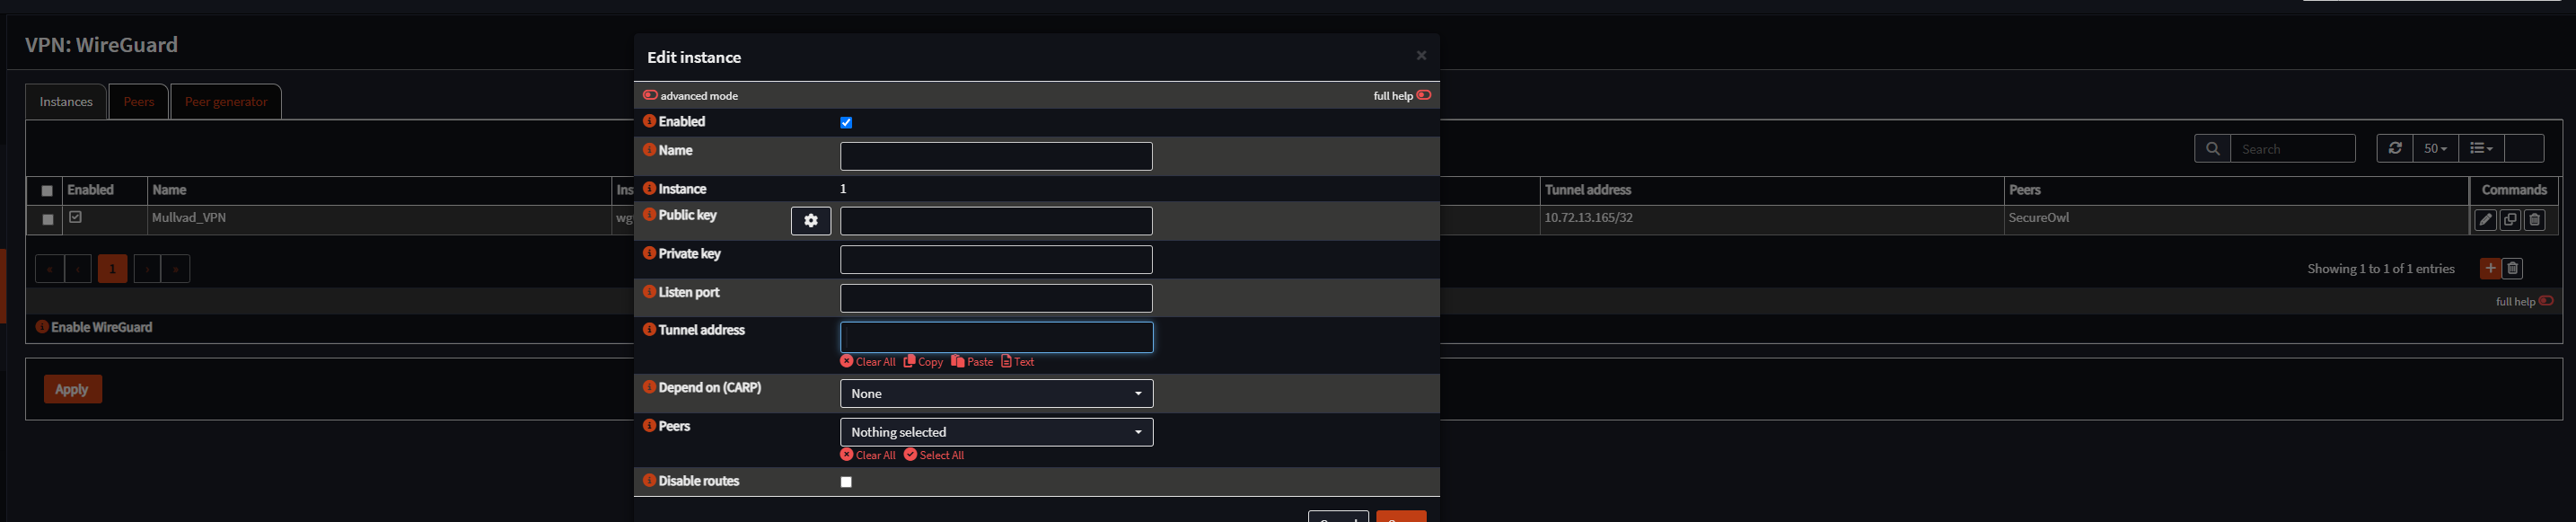 VPN: WireGuard
Edit instance
×
Instances
Peers
Peer generator
advanced mode
full help
Enabled
Name
Search
50
Instance 1
Enabled Name Tunnel address Peers Commands
Public key
Mullvad_VPN 10.72.13.165/32 SecureOwl
Private key
« ‹ 1 › »
Showing 1 to 1 of 1 entries
Listen port
full help
Enable WireGuard
Tunnel address
Clear All Copy Paste Text
Apply
Depend on (CARP) None
Peers Nothing selected
Clear All Select All
Disable routes